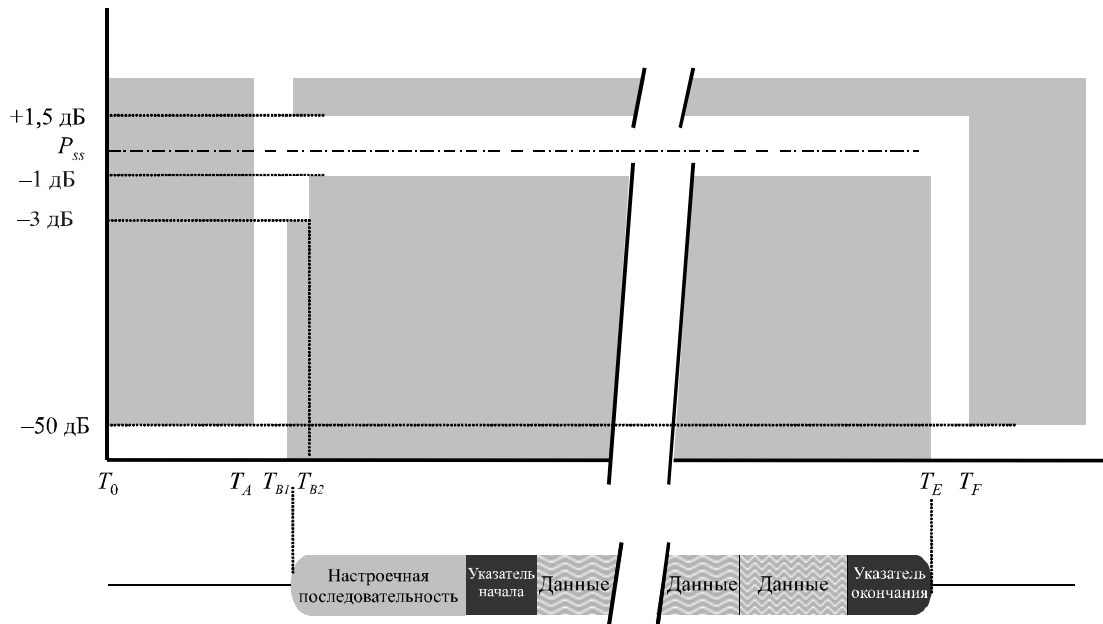 +1,5 дБ
P_ss
–1 дБ
–3 дБ
–50 дБ
T_0 T_A T_B1 T_B2 T_E T_F
Настроечная
последовательность
Указатель
начала
Данные
Данные
Данные
Указатель
окончания